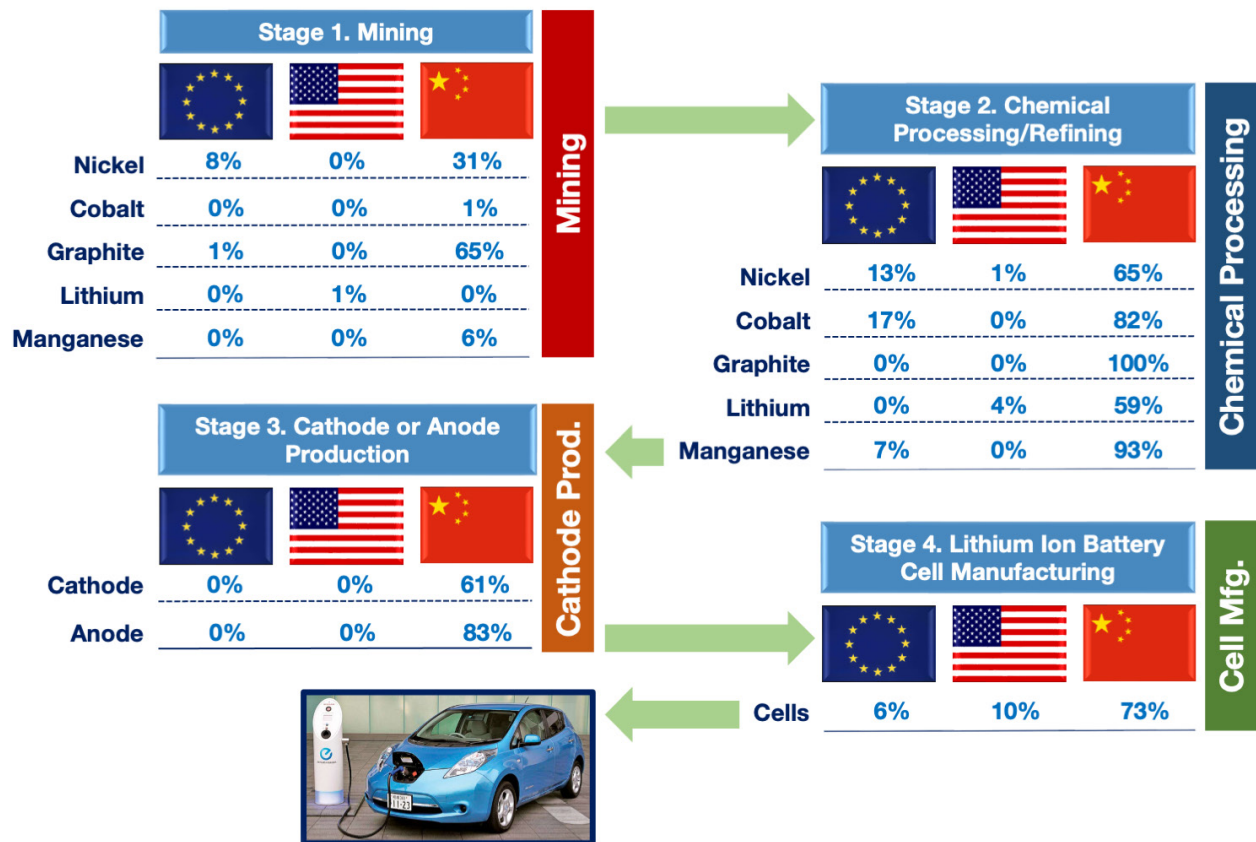 Stage 1. Mining
Nickel 8% 0% 31%
Cobalt 0% 0% 1%
Graphite 1% 0% 65%
Lithium 0% 1% 0%
Manganese 0% 0% 6%
Mining
Stage 2. Chemical
Processing/Refining
Nickel 13% 1% 65%
Cobalt 17% 0% 82%
Graphite 0% 0% 100%
Lithium 0% 4% 59%
Manganese 7% 0% 93%
Chemical Processing
Stage 3. Cathode or Anode
Production
Cathode 0% 0% 61%
Anode 0% 0% 83%
Cathode Prod.
Stage 4. Lithium Ion Battery
Cell Manufacturing
Cells 6% 10% 73%
Cell Mfg.
11-23